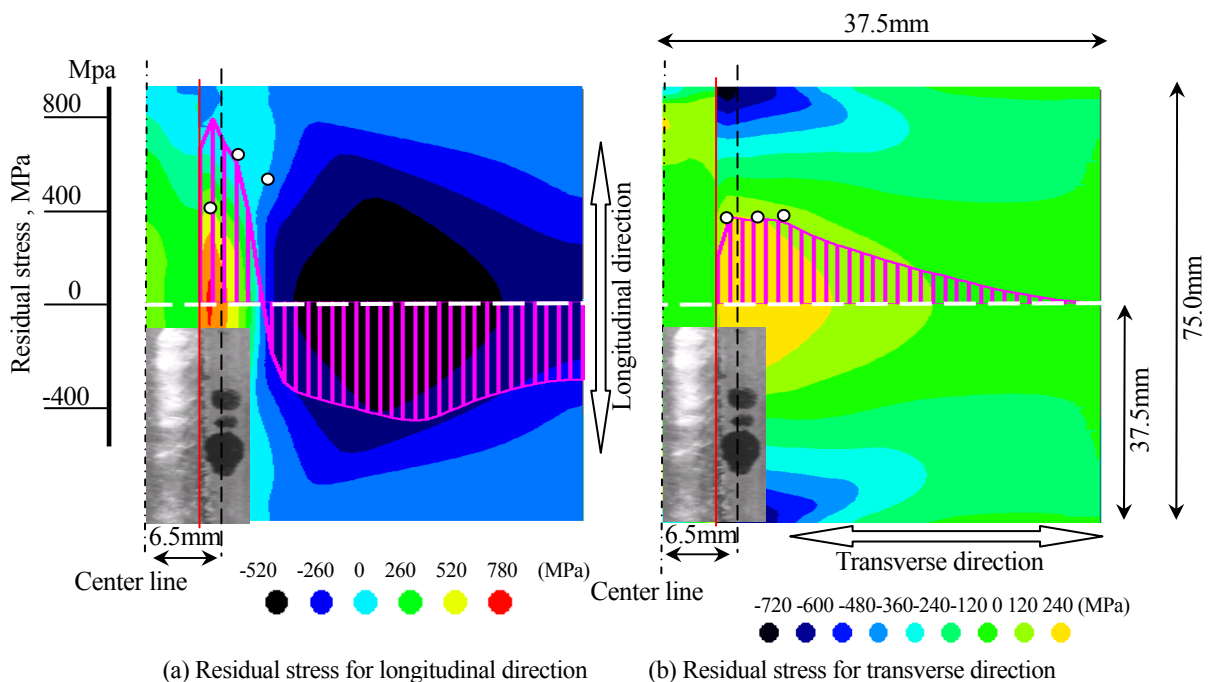 37.5mm
Mpa
800
400
0
-400
Residual stress , MPa
Longitudinal direction
75.0mm
37.5mm
6.5mm
6.5mm
Transverse direction
Center line
Center line
-520 -260 0 260 520 780 (MPa)
-720 -600 -480 -360 -240 -120 0 120 240 (MPa)
(a) Residual stress for longitudinal direction
(b) Residual stress for transverse direction